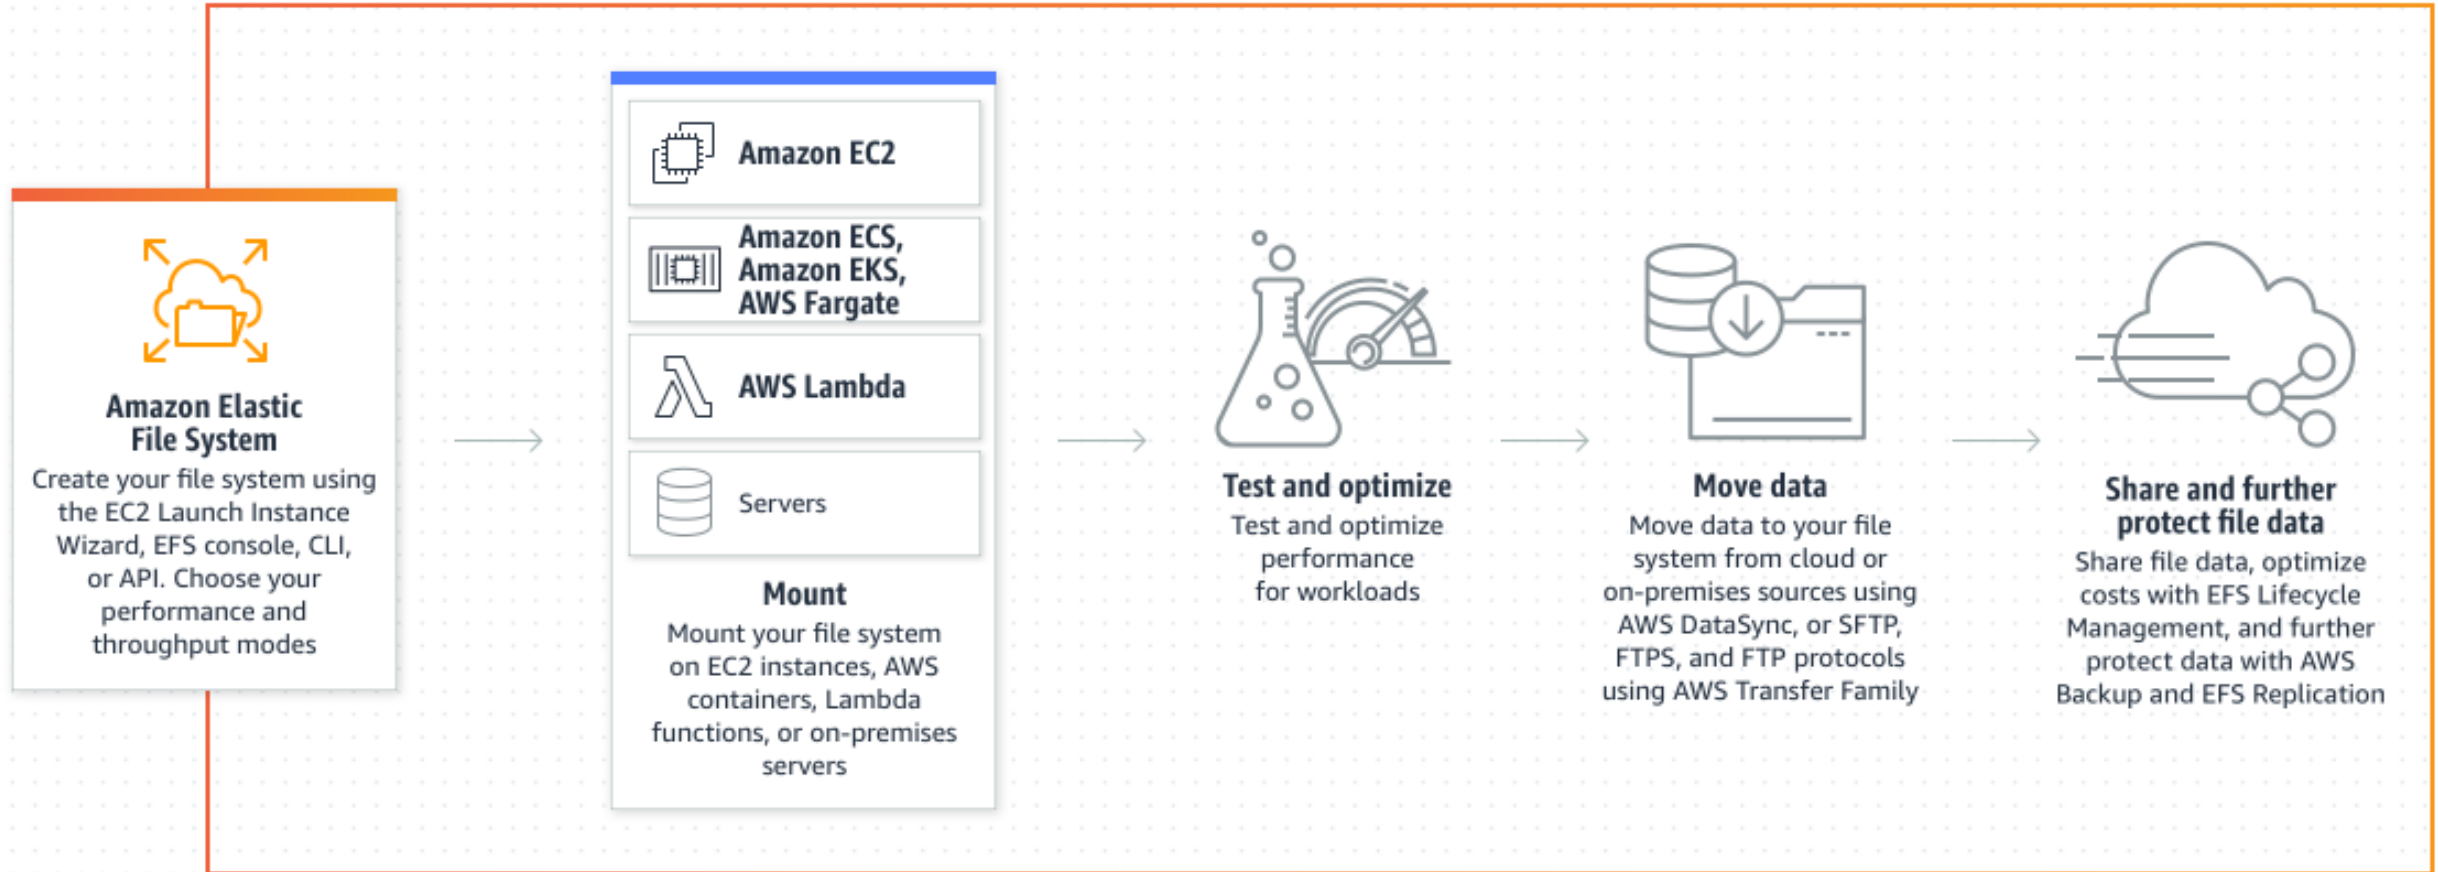 Amazon Elastic
File System
Create your file system using
the EC2 Launch Instance
Wizard, EFS console, CLI,
or API. Choose your
performance and
throughput modes
Amazon EC2
Amazon ECS,
Amazon EKS,
AWS Fargate
AWS Lambda
Servers
Mount
Mount your file system
on EC2 instances, AWS
containers, Lambda
functions, or on-premises
servers
Test and optimize
Test and optimize
performance
for workloads
Move data
Move data to your file
system from cloud or
on-premises sources using
AWS DataSync, or SFTP,
FTPS, and FTP protocols
using AWS Transfer Family
Share and further
protect file data
Share file data, optimize
costs with EFS Lifecycle
Management, and further
protect data with AWS
Backup and EFS Replication